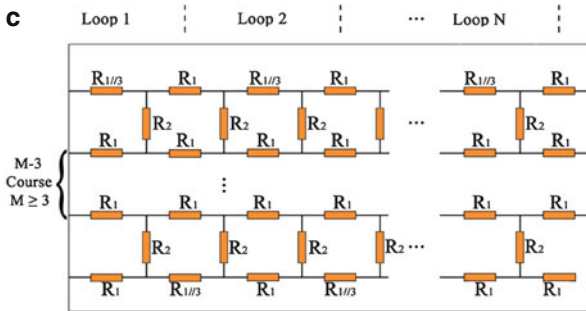 c Loop 1 Loop 2 ... Loop N
R1//3 R1 R1//3 R1 R1//3 R1
R2 R2 R2 ... R2
R1 R1 R1 R1 R1 R1
M-3
Course
M ≥ 3
...
R1 R1 R1 R1 R1 R1
R2 R2 R2 R2 ... R2
R1 R1//3 R1 R1//3 R1 R1